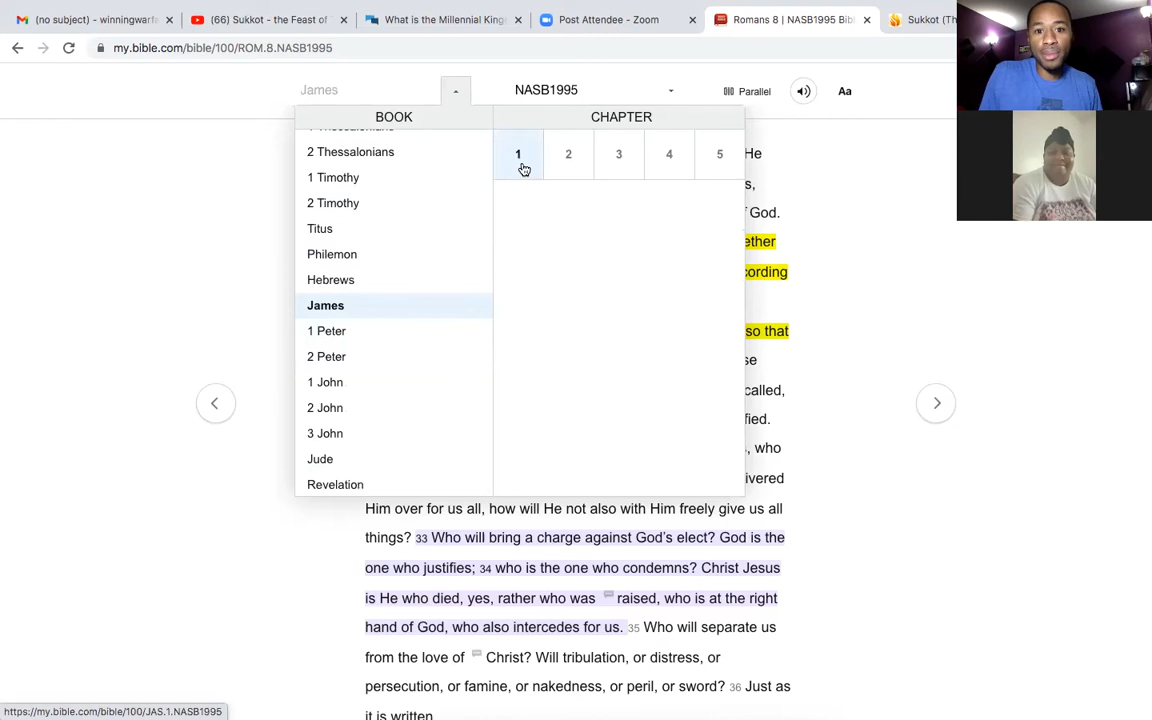 (no subject) - winningwarfa
(66) Sukkot - the Feast of
What is the Millennial King
Post Attendee - Zoom
Romans 8 | NASB1995 Bib
Sukkot (Th
my.bible.com/bible/100/ROM.8.NASB1995
James
NASB1995
Parallel
Aa
BOOK
CHAPTER
1 Thessalonians
2 Thessalonians
1 Timothy
2 Timothy
Titus
Philemon
Hebrews
James
1 Peter
2 Peter
1 John
2 John
3 John
Jude
Revelation
1 2 3 4 5
He
s,
God.
ether
cording
so that
se
called,
fied.
, who
ivered
Him over for us all, how will He not also with Him freely give us all
things? 33 Who will bring a charge against God's elect? God is the
one who justifies; 34 who is the one who condemns? Christ Jesus
is He who died, yes, rather who was raised, who is at the right
hand of God, who also intercedes for us. 35 Who will separate us
from the love of Christ? Will tribulation, or distress, or
persecution, or famine, or nakedness, or peril, or sword? 36 Just as
it is written
https://my.bible.com/bible/100/JAS.1.NASB1995